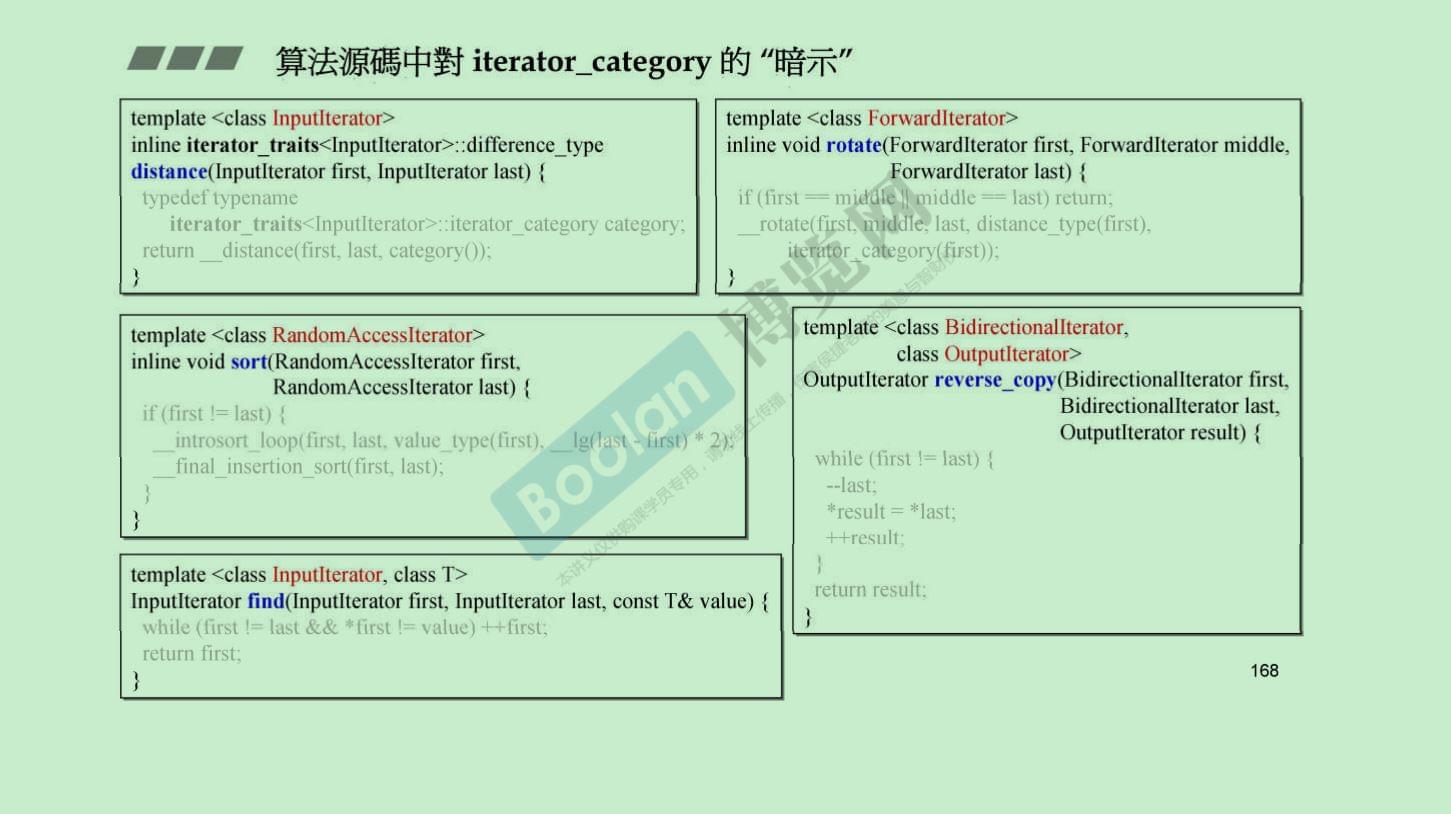 算法源碼中對 iterator_category 的 “暗示”
template <class InputIterator>
inline iterator_traits<InputIterator>::difference_type
distance(InputIterator first, InputIterator last) {
typedef typename
iterator_traits<InputIterator>::iterator_category category;
return __distance(first, last, category());
}
template <class ForwardIterator>
inline void rotate(ForwardIterator first, ForwardIterator middle,
ForwardIterator last) {
if (first == middle || middle == last) return;
__rotate(first, middle, last, distance_type(first),
iterator_category(first));
}
template <class RandomAccessIterator>
inline void sort(RandomAccessIterator first,
RandomAccessIterator last) {
if (first != last) {
__introsort_loop(first, last, value_type(first), __lg(last - first) * 2);
__final_insertion_sort(first, last);
}
}
template <class BidirectionalIterator,
class OutputIterator>
OutputIterator reverse_copy(BidirectionalIterator first,
BidirectionalIterator last,
OutputIterator result) {
while (first != last) {
--last;
*result = *last;
++result;
}
return result;
}
template <class InputIterator, class T>
InputIterator find(InputIterator first, InputIterator last, const T& value) {
while (first != last && *first != value) ++first;
return first;
}
168
Boolan 博览网
本讲义仅供购课学员专用，请勿线上传播，